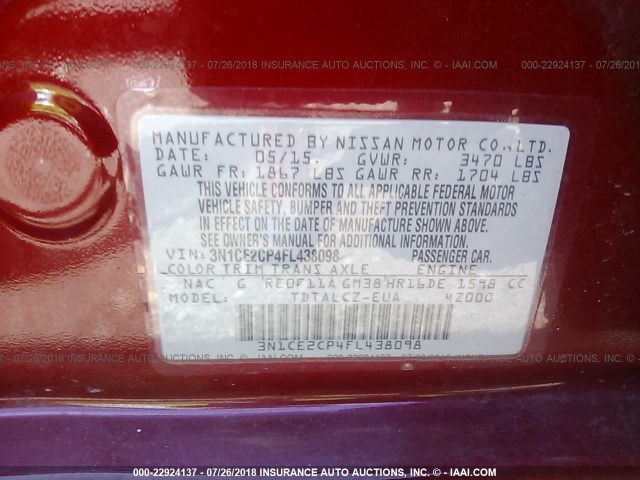 000-22924137 - 07/26/2018 INSURANCE AUTO AUCTIONS, INC. - IAAI.COM
MANUFACTURED BY NISSAN MOTOR CO., LTD.
DATE: 05/15. GVWR: 3470 LBS
GAWR FR: 1867 LBS GAWR RR: 1704 LBS
THIS VEHICLE CONFORMS TO ALL APPLICABLE FEDERAL MOTOR
VEHICLE SAFETY, BUMPER AND THEFT PREVENTION STANDARDS
IN EFFECT ON THE DATE OF MANUFACTURE SHOWN ABOVE.
SEE OWNER'S MANUAL FOR ADDITIONAL INFORMATION.
VIN: 3N1CE2CP4FL438098 PASSENGER CAR.
COLOR TRIM TRANS AXLE ENGINE
NAC G RE0F11A GM38 HR16DE 1598 CC
MODEL: TDTALCZ-EUA 4Z000
3N1CE2CP4FL438098
000-22924137 - 07/26/2018 INSURANCE AUTO AUCTIONS, INC. - IAAI.COM